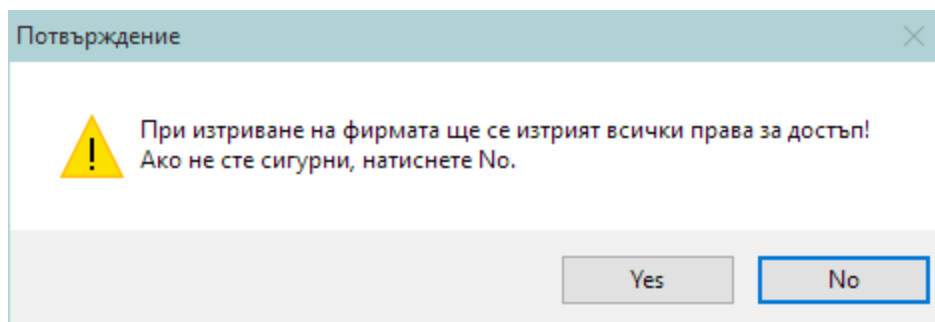 Потвърждение
При изтриване на фирмата ще се изтрият всички права за достъп!
Ако не сте сигурни, натиснете No.
Yes
No